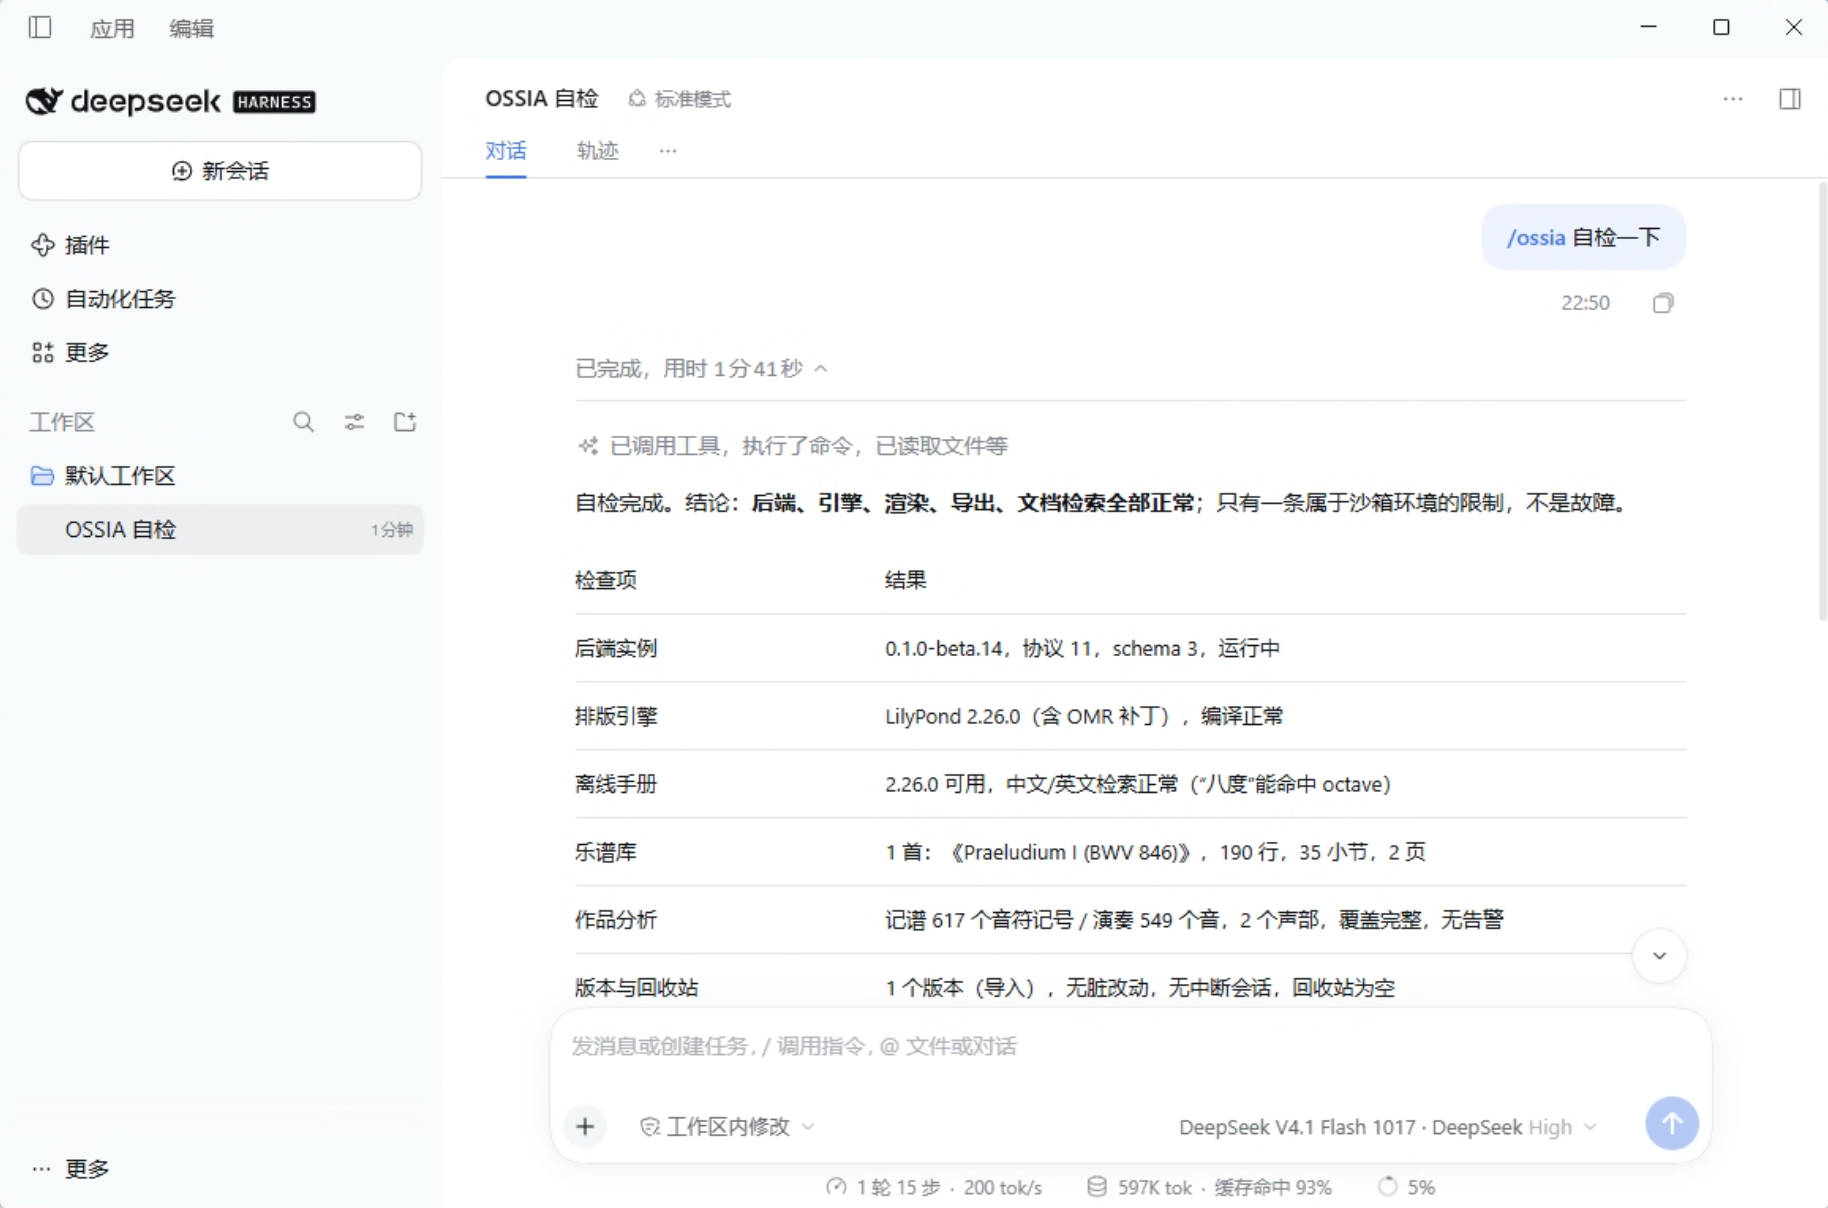 应用 编辑
deepseek HARNESS
新会话
插件
自动化任务
更多
工作区
默认工作区
OSSIA 自检 1分钟
… 更多
OSSIA 自检 标准模式 …
对话 轨迹 …
/ossia 自检一下
22:50
已完成，用时 1分41秒
已调用工具，执行了命令，已读取文件等
自检完成。结论：后端、引擎、渲染、导出、文档检索全部正常；只有一条属于沙箱环境的限制，不是故障。
检查项 结果
后端实例 0.1.0-beta.14，协议 11，schema 3，运行中
排版引擎 LilyPond 2.26.0（含 OMR 补丁），编译正常
离线手册 2.26.0 可用，中文/英文检索正常（“八度”能命中 octave）
乐谱库 1 首：《Praeludium I (BWV 846)》，190 行，35 小节，2 页
作品分析 记谱 617 个音符记号 / 演奏 549 个音，2 个声部，覆盖完整，无告警
版本与回收站 1 个版本（导入），无脏改动，无中断会话，回收站为空
发消息或创建任务, / 调用指令, @ 文件或对话
工作区内修改 DeepSeek V4.1 Flash 1017 · DeepSeek High
1 轮 15 步 · 200 tok/s 597K tok · 缓存命中 93% 5%